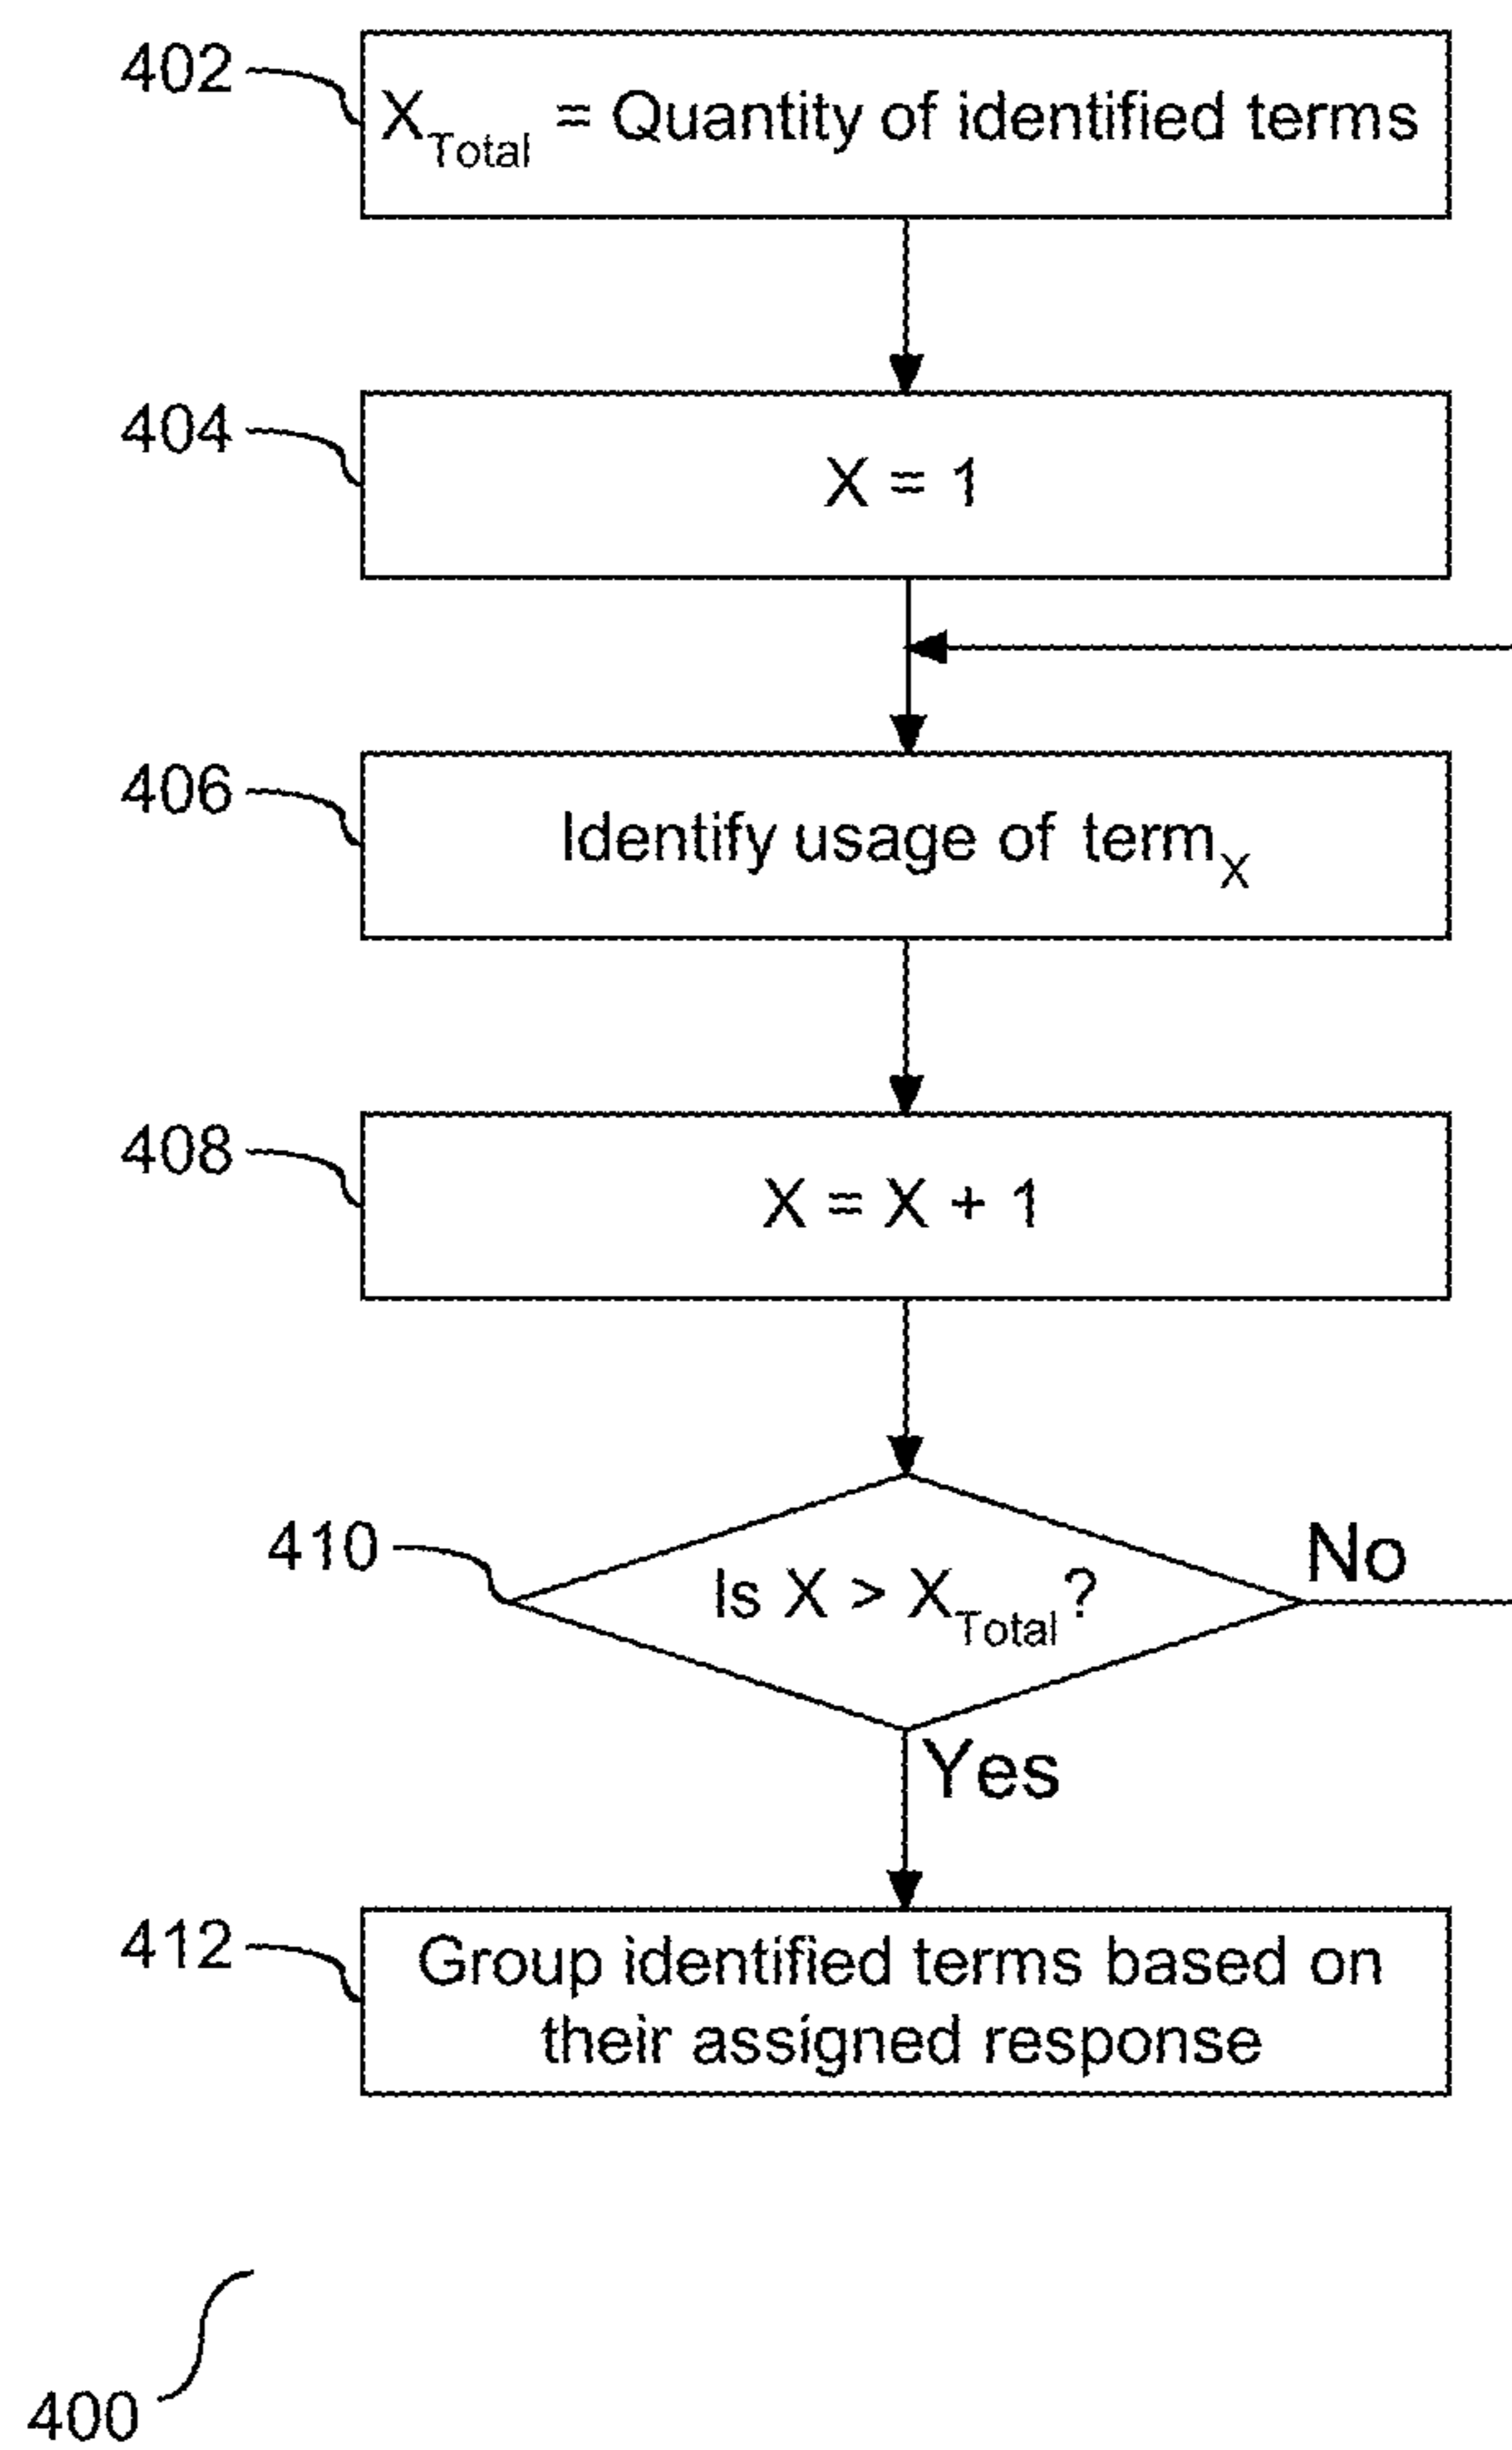 402
X_Total = Quantity of identified terms
404
X = 1
406
Identify usage of term_X
408
X = X + 1
410
Is X > X_Total?
No
Yes
412
Group identified terms based on
their assigned response
400